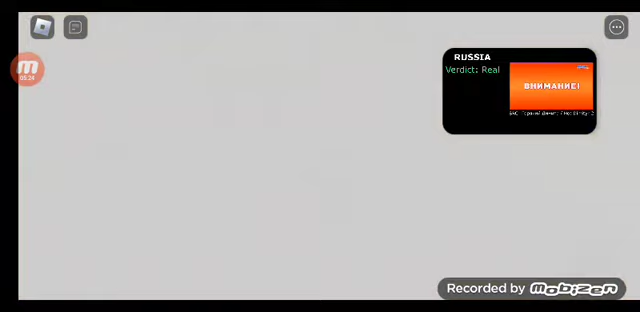 RUSSIA
Verdict: Real
ВНИМАНИЕ!
05:24
Recorded by Mobizen